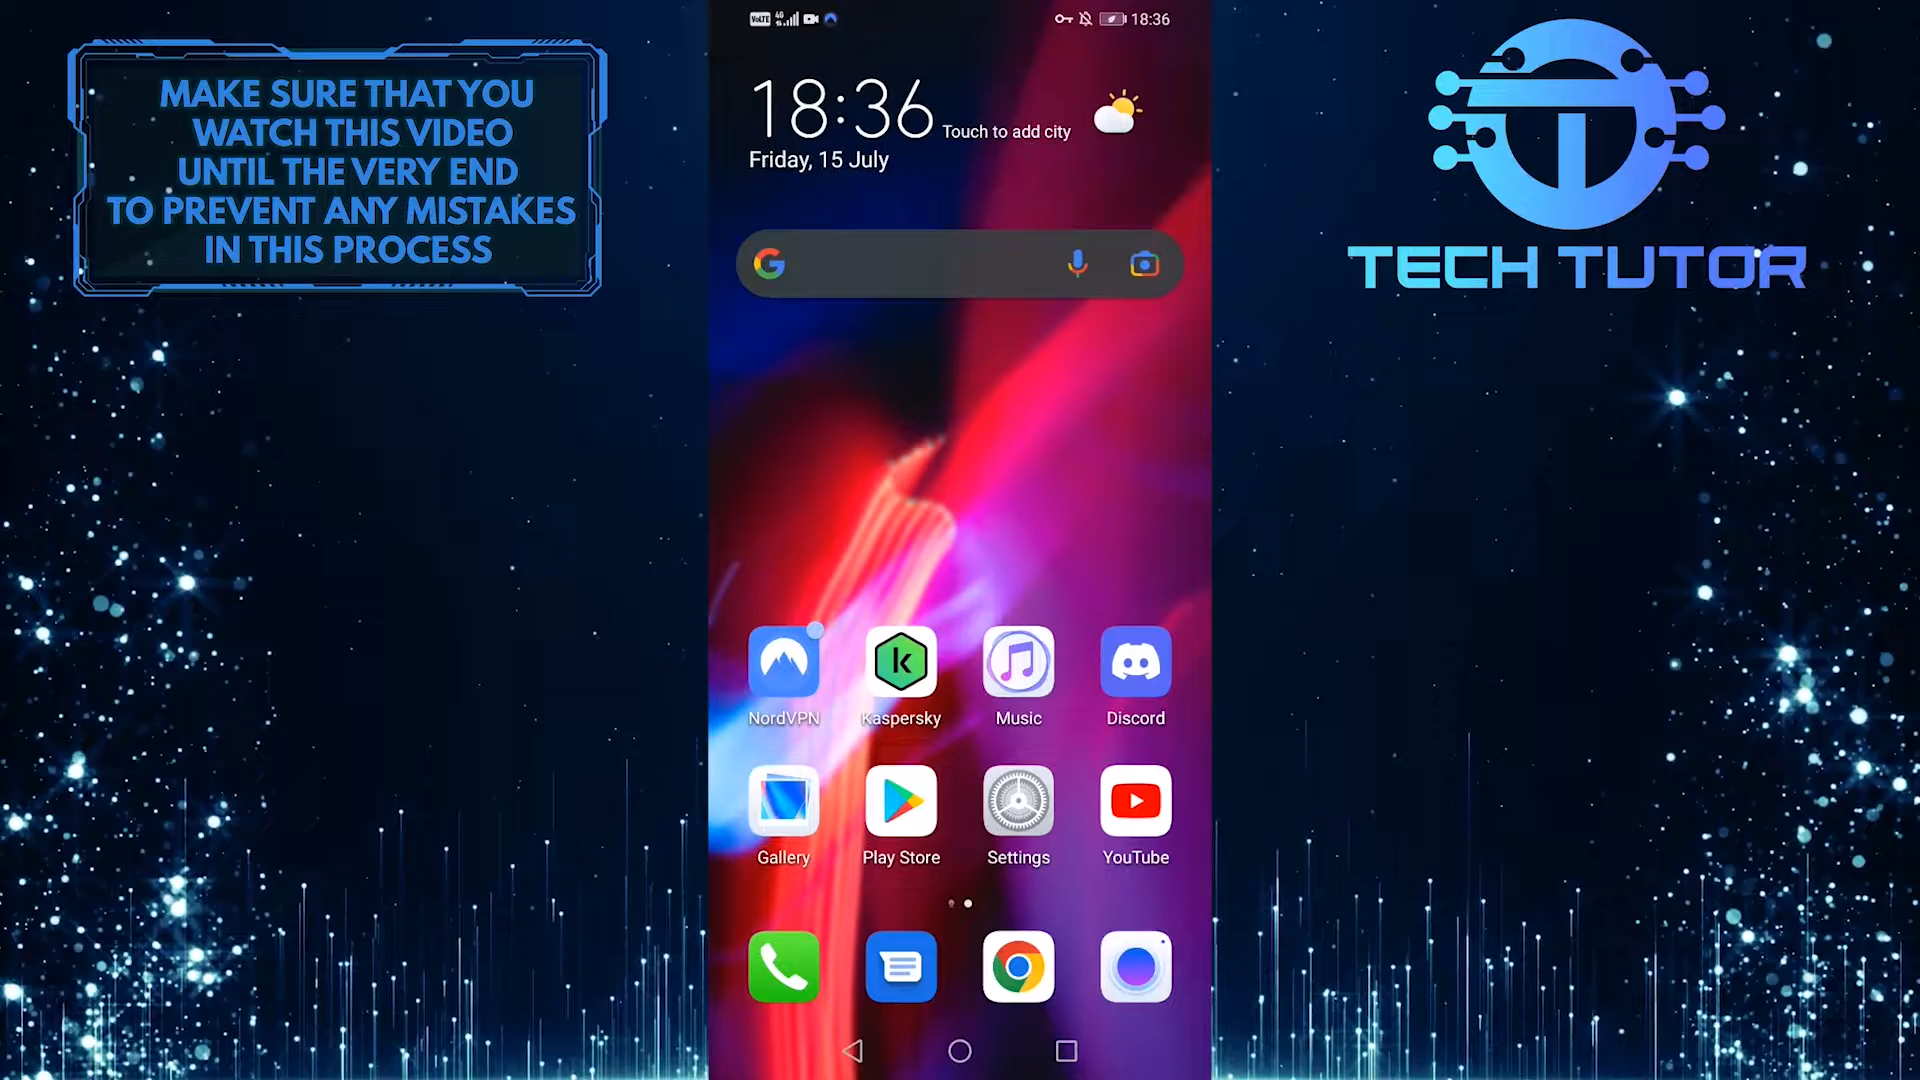 MAKE SURE THAT YOU
WATCH THIS VIDEO
UNTIL THE VERY END
TO PREVENT ANY MISTAKES
IN THIS PROCESS
VoLTE 4G 18:36
18:36 Touch to add city
Friday, 15 July
TECH TUTOR
NordVPN Kaspersky Music Discord
Gallery Play Store Settings YouTube